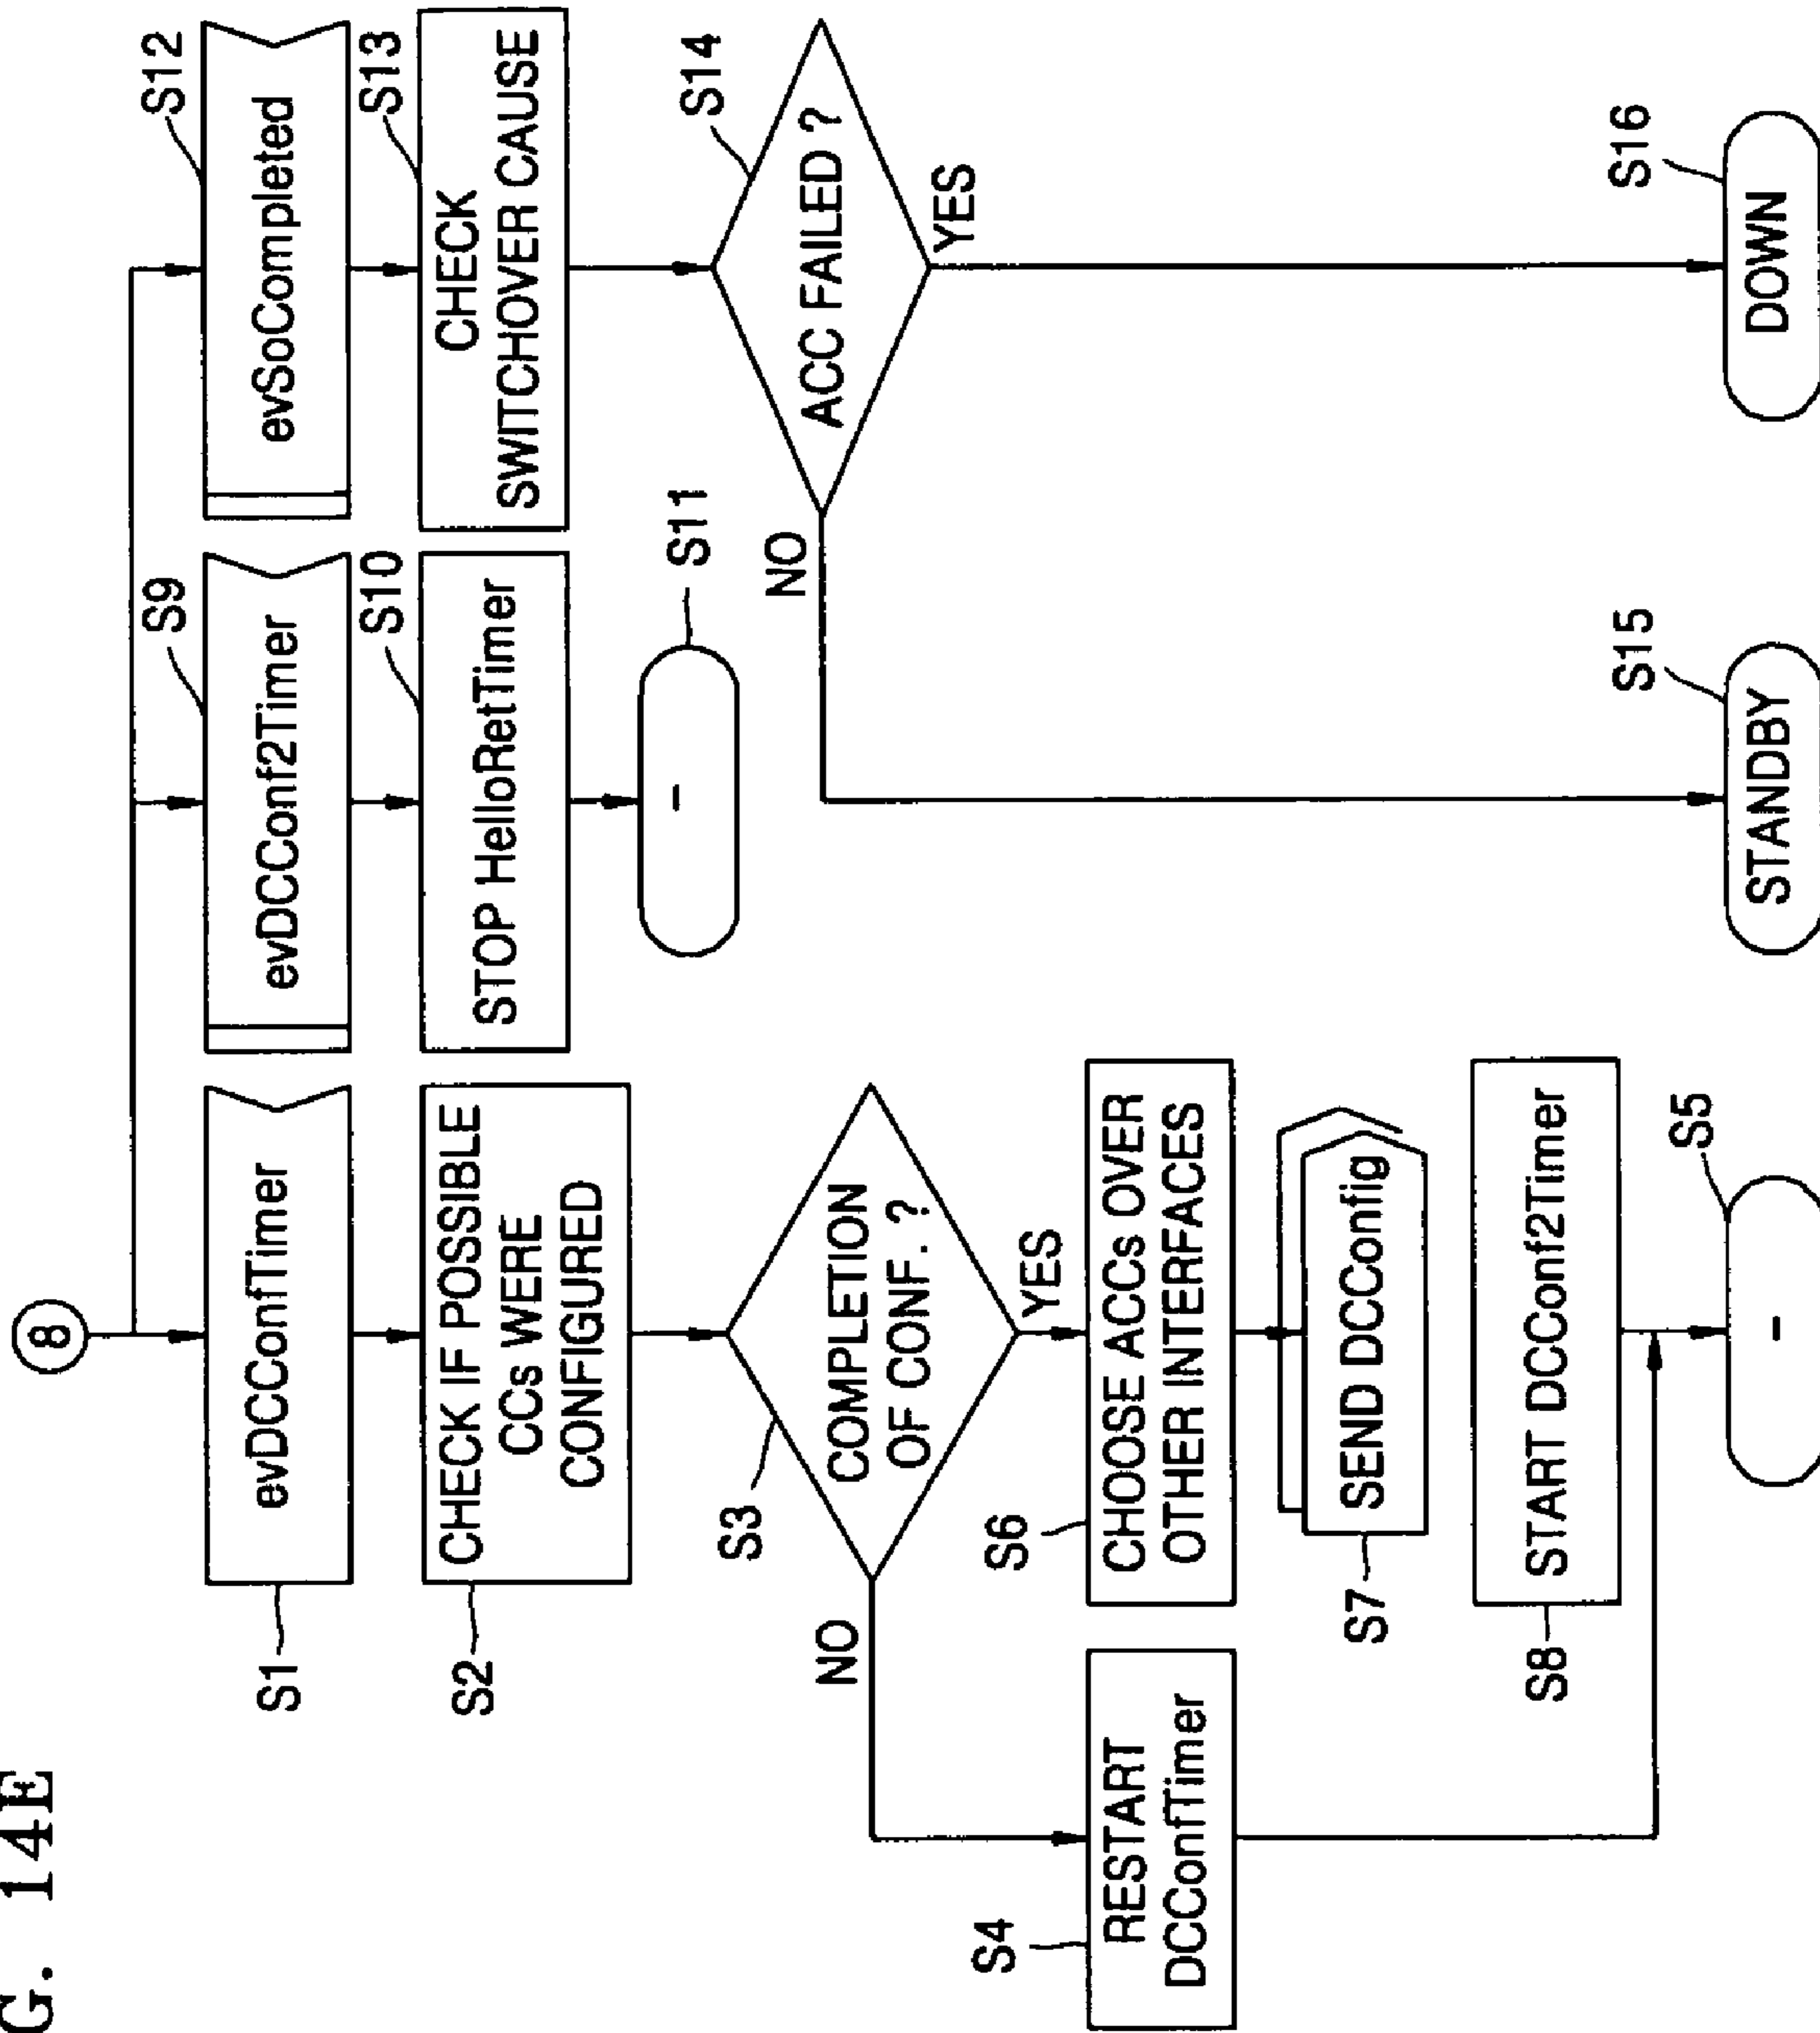 G. 14E
8
S1
evDCConfTimer
S2
CHECK IF POSSIBLE
CCs WERE
CONFIGURED
S3
COMPLETION
OF CONF. ?
NO
YES
S4
RESTART
DCConfTimer
S6
CHOOSE ACCs OVER
OTHER INTERFACES
S7
SEND DCConfig
S8
START DCConf2Timer
S5
-
S9
evDCConf2Timer
S10
STOP HelloRetTimer
S11
-
S12
evSoCompleted
S13
CHECK
SWITCHOVER CAUSE
S14
ACC FAILED ?
NO
YES
S15
STANDBY
S16
DOWN